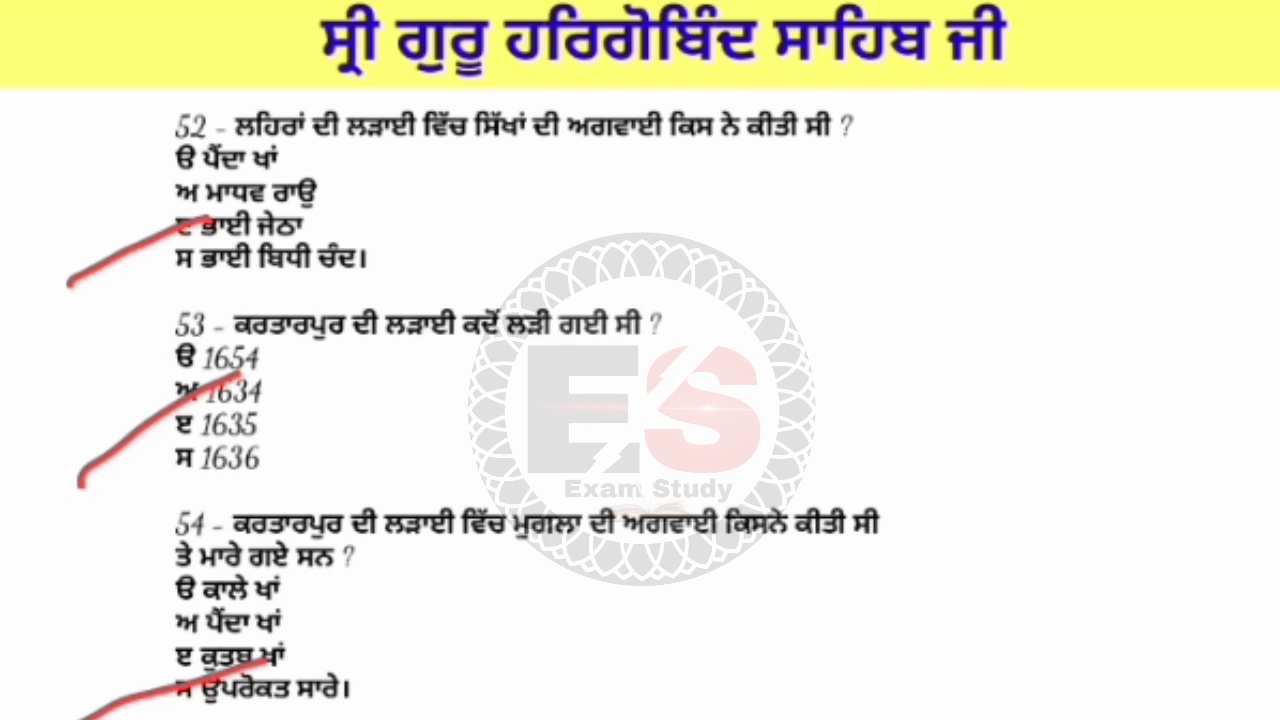 ਸ੍ਰੀ ਗੁਰੂ ਹਰਿਗੋਬਿੰਦ ਸਾਹਿਬ ਜੀ
52 - ਲਹਿਰਾਂ ਦੀ ਲੜਾਈ ਵਿੱਚ ਸਿੱਖਾਂ ਦੀ ਅਗਵਾਈ ਕਿਸ ਨੇ ਕੀਤੀ ਸੀ ?
ੳ ਪੈਂਦਾ ਖਾਂ
ਅ ਮਾਧਵ ਰਾਉ
ੲ ਭਾਈ ਜੇਠਾ
ਸ ਭਾਈ ਬਿਧੀ ਚੰਦ।
53 - ਕਰਤਾਰਪੁਰ ਦੀ ਲੜਾਈ ਕਦੋਂ ਲੜੀ ਗਈ ਸੀ ?
ੳ 1654
ਅ 1634
ੲ 1635
ਸ 1636
54 - ਕਰਤਾਰਪੁਰ ਦੀ ਲੜਾਈ ਵਿੱਚ ਮੁਗਲਾ ਦੀ ਅਗਵਾਈ ਕਿਸਨੇ ਕੀਤੀ ਸੀ
ਤੇ ਮਾਰੇ ਗਏ ਸਨ ?
ੳ ਕਾਲੇ ਖਾਂ
ਅ ਪੈਂਦਾ ਖਾਂ
ੲ ਕੁਤਬ ਖਾਂ
ਸ ਉਪਰੋਕਤ ਸਾਰੇ।
ES
Exam Study